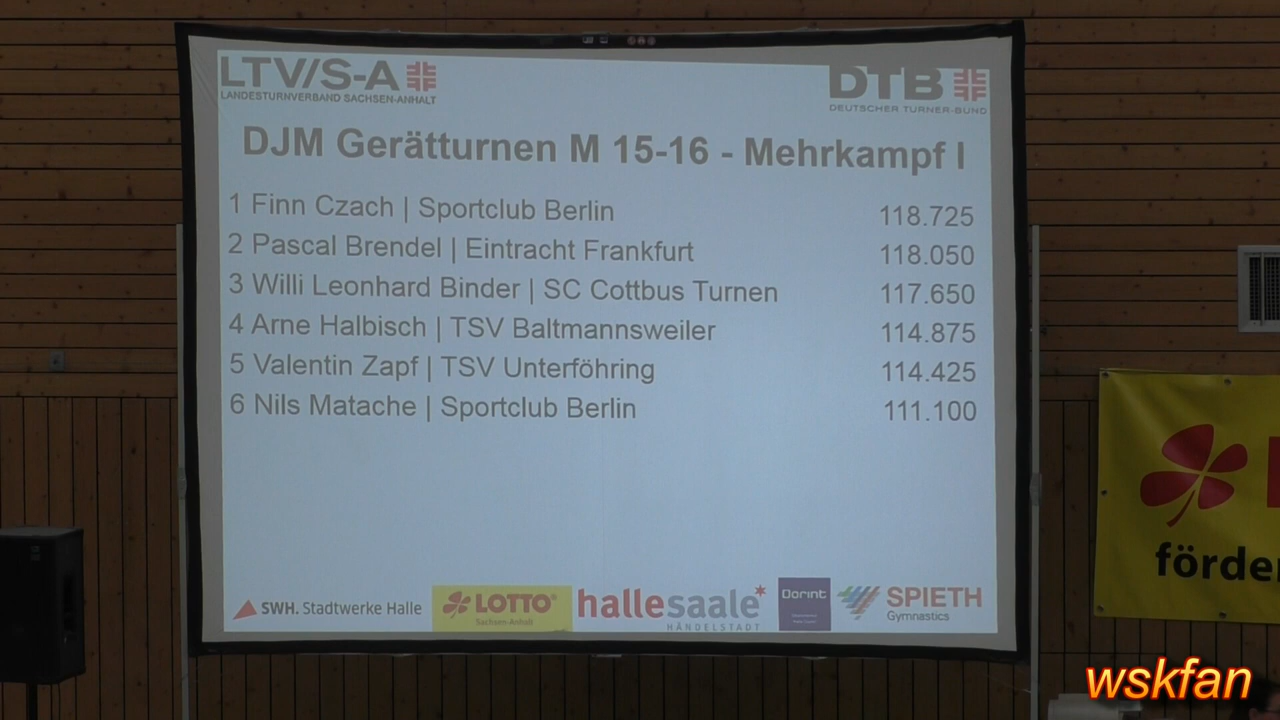 LTV/S-A
LANDESTURNVERBAND SACHSEN-ANHALT
DTB
DEUTSCHER TURNER-BUND
DJM Gerätturnen M 15-16 - Mehrkampf I
1 Finn Czach | Sportclub Berlin 118.725
2 Pascal Brendel | Eintracht Frankfurt 118.050
3 Willi Leonhard Binder | SC Cottbus Turnen 117.650
4 Arne Halbisch | TSV Baltmannsweiler 114.875
5 Valentin Zapf | TSV Unterföhring 114.425
6 Nils Matache | Sportclub Berlin 111.100
SWH. Stadtwerke Halle
LOTTO®
Sachsen-Anhalt
hallesaale*
HÄNDELSTADT
Dorint
SPIETH
Gymnastics
förde
wskfan